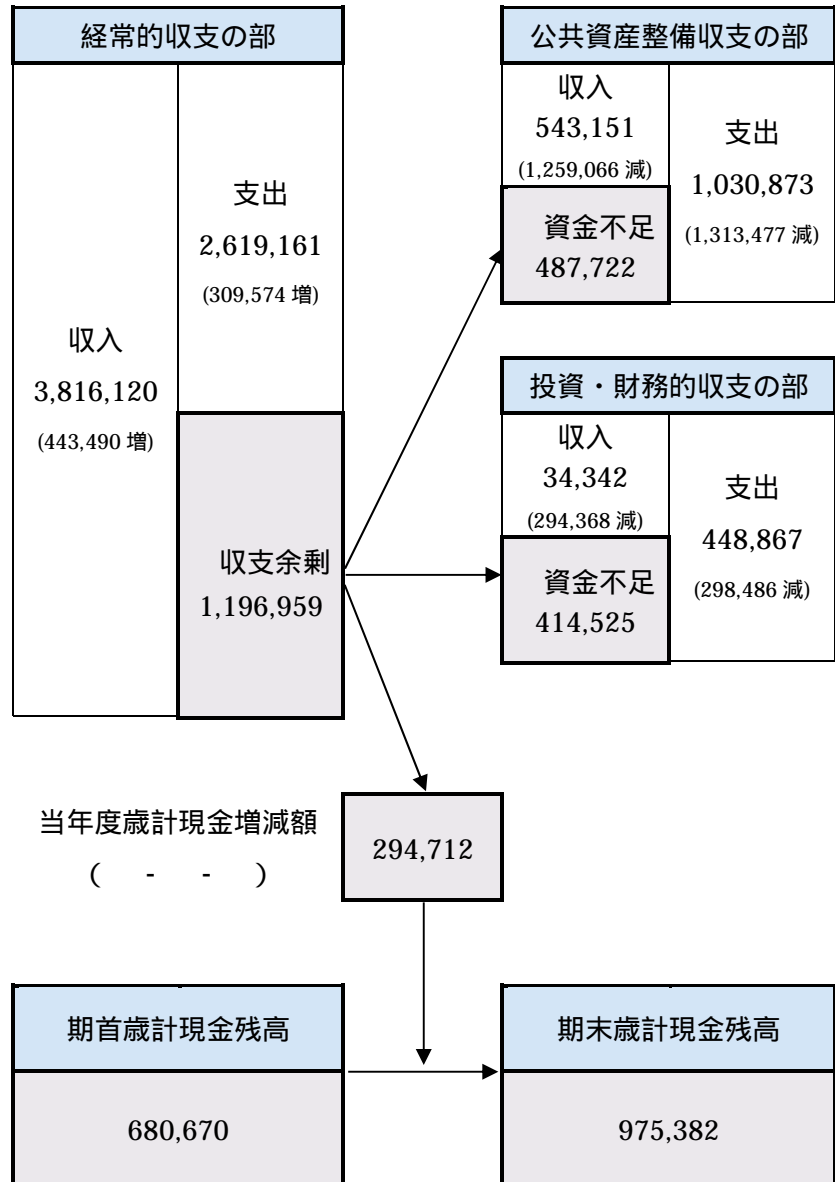 経常的収支の部
収入
3,816,120
(443,490 増)
支出
2,619,161
(309,574 増)
収支余剰
1,196,959
公共資産整備収支の部
収入
543,151
(1,259,066 減)
資金不足
487,722
支出
1,030,873
(1,313,477 減)
投資・財務的収支の部
収入
34,342
(294,368 減)
資金不足
414,525
支出
448,867
(298,486 減)
当年度歳計現金増減額
( - - )
294,712
期首歳計現金残高
680,670
期末歳計現金残高
975,382